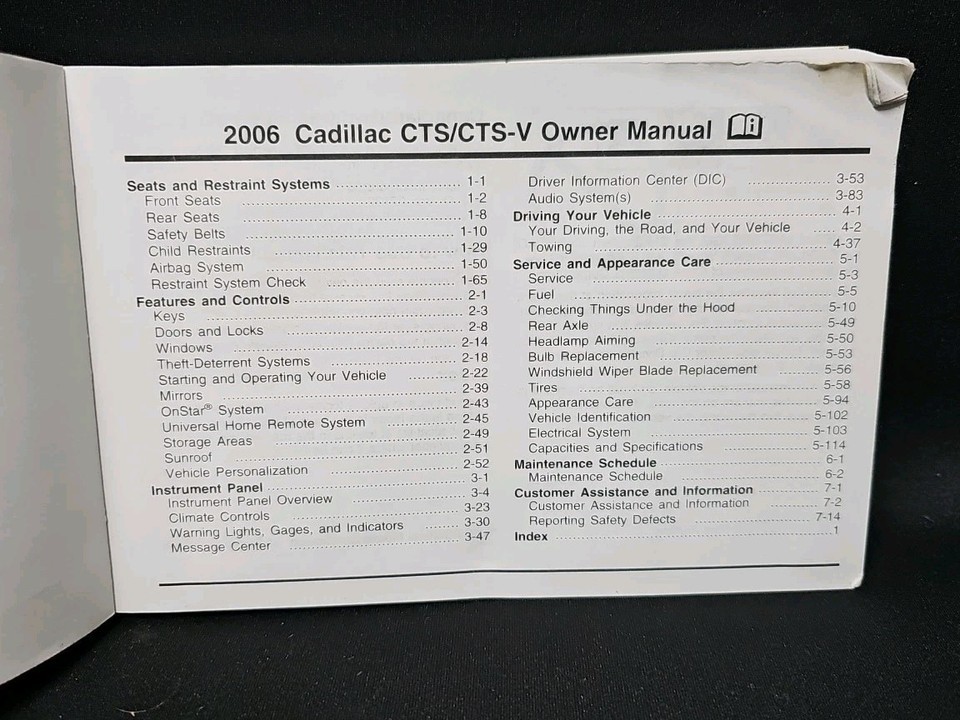 2006 Cadillac CTS/CTS-V Owner Manual
Seats and Restraint Systems ........................... 1-1
Front Seats ............................................... 1-2
Rear Seats ............................................... 1-8
Safety Belts ............................................. 1-10
Child Restraints ....................................... 1-29
Airbag System ......................................... 1-50
Restraint System Check ............................ 1-65
Features and Controls ..................................... 2-1
Keys ........................................................ 2-3
Doors and Locks ....................................... 2-8
Windows ................................................. 2-14
Theft-Deterrent Systems ............................ 2-18
Starting and Operating Your Vehicle ........... 2-22
Mirrors .................................................... 2-39
OnStar® System ...................................... 2-43
Universal Home Remote System ................ 2-45
Storage Areas ......................................... 2-49
Sunroof ................................................... 2-51
Vehicle Personalization ............................. 2-52
Instrument Panel ............................................. 3-1
Instrument Panel Overview .......................... 3-4
Climate Controls ...................................... 3-23
Warning Lights, Gages, and Indicators ........ 3-30
Message Center ....................................... 3-47
Driver Information Center (DIC) .................. 3-53
Audio System(s) ....................................... 3-83
Driving Your Vehicle ....................................... 4-1
Your Driving, the Road, and Your Vehicle ..... 4-2
Towing ................................................... 4-37
Service and Appearance Care .......................... 5-1
Service ..................................................... 5-3
Fuel ......................................................... 5-5
Checking Things Under the Hood ............... 5-10
Rear Axle ............................................... 5-49
Headlamp Aiming ..................................... 5-50
Bulb Replacement .................................... 5-53
Windshield Wiper Blade Replacement ......... 5-56
Tires ...................................................... 5-58
Appearance Care ..................................... 5-94
Vehicle Identification ............................... 5-102
Electrical System .................................... 5-103
Capacities and Specifications ................... 5-114
Maintenance Schedule .................................... 6-1
Maintenance Schedule ................................ 6-2
Customer Assistance and Information .............. 7-1
Customer Assistance and Information ........... 7-2
Reporting Safety Defects ........................... 7-14
Index ................................................................ 1